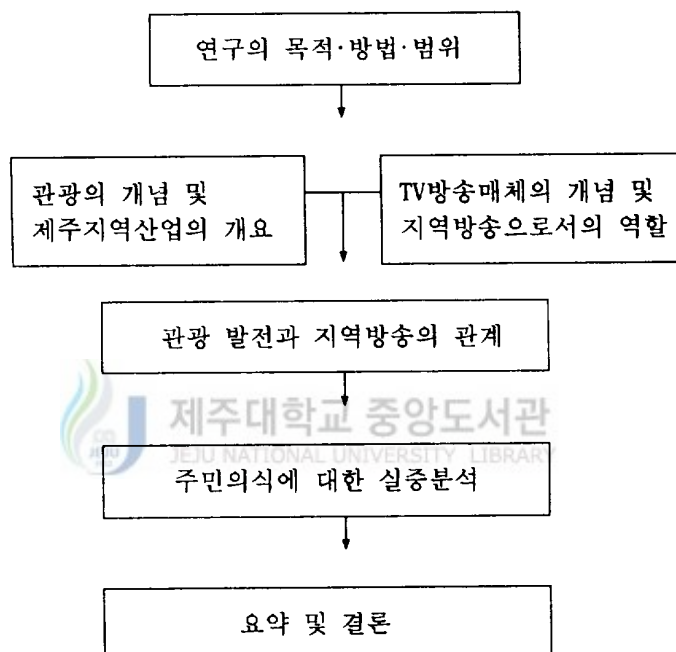 연구의 목적·방법·범위
관광의 개념 및
제주지역산업의 개요
TV방송매체의 개념 및
지역방송으로서의 역할
관광 발전과 지역방송의 관계
제주대학교 중앙도서관
JEJU NATIONAL UNIVERSITY LIBRARY
주민의식에 대한 실증분석
요약 및 결론